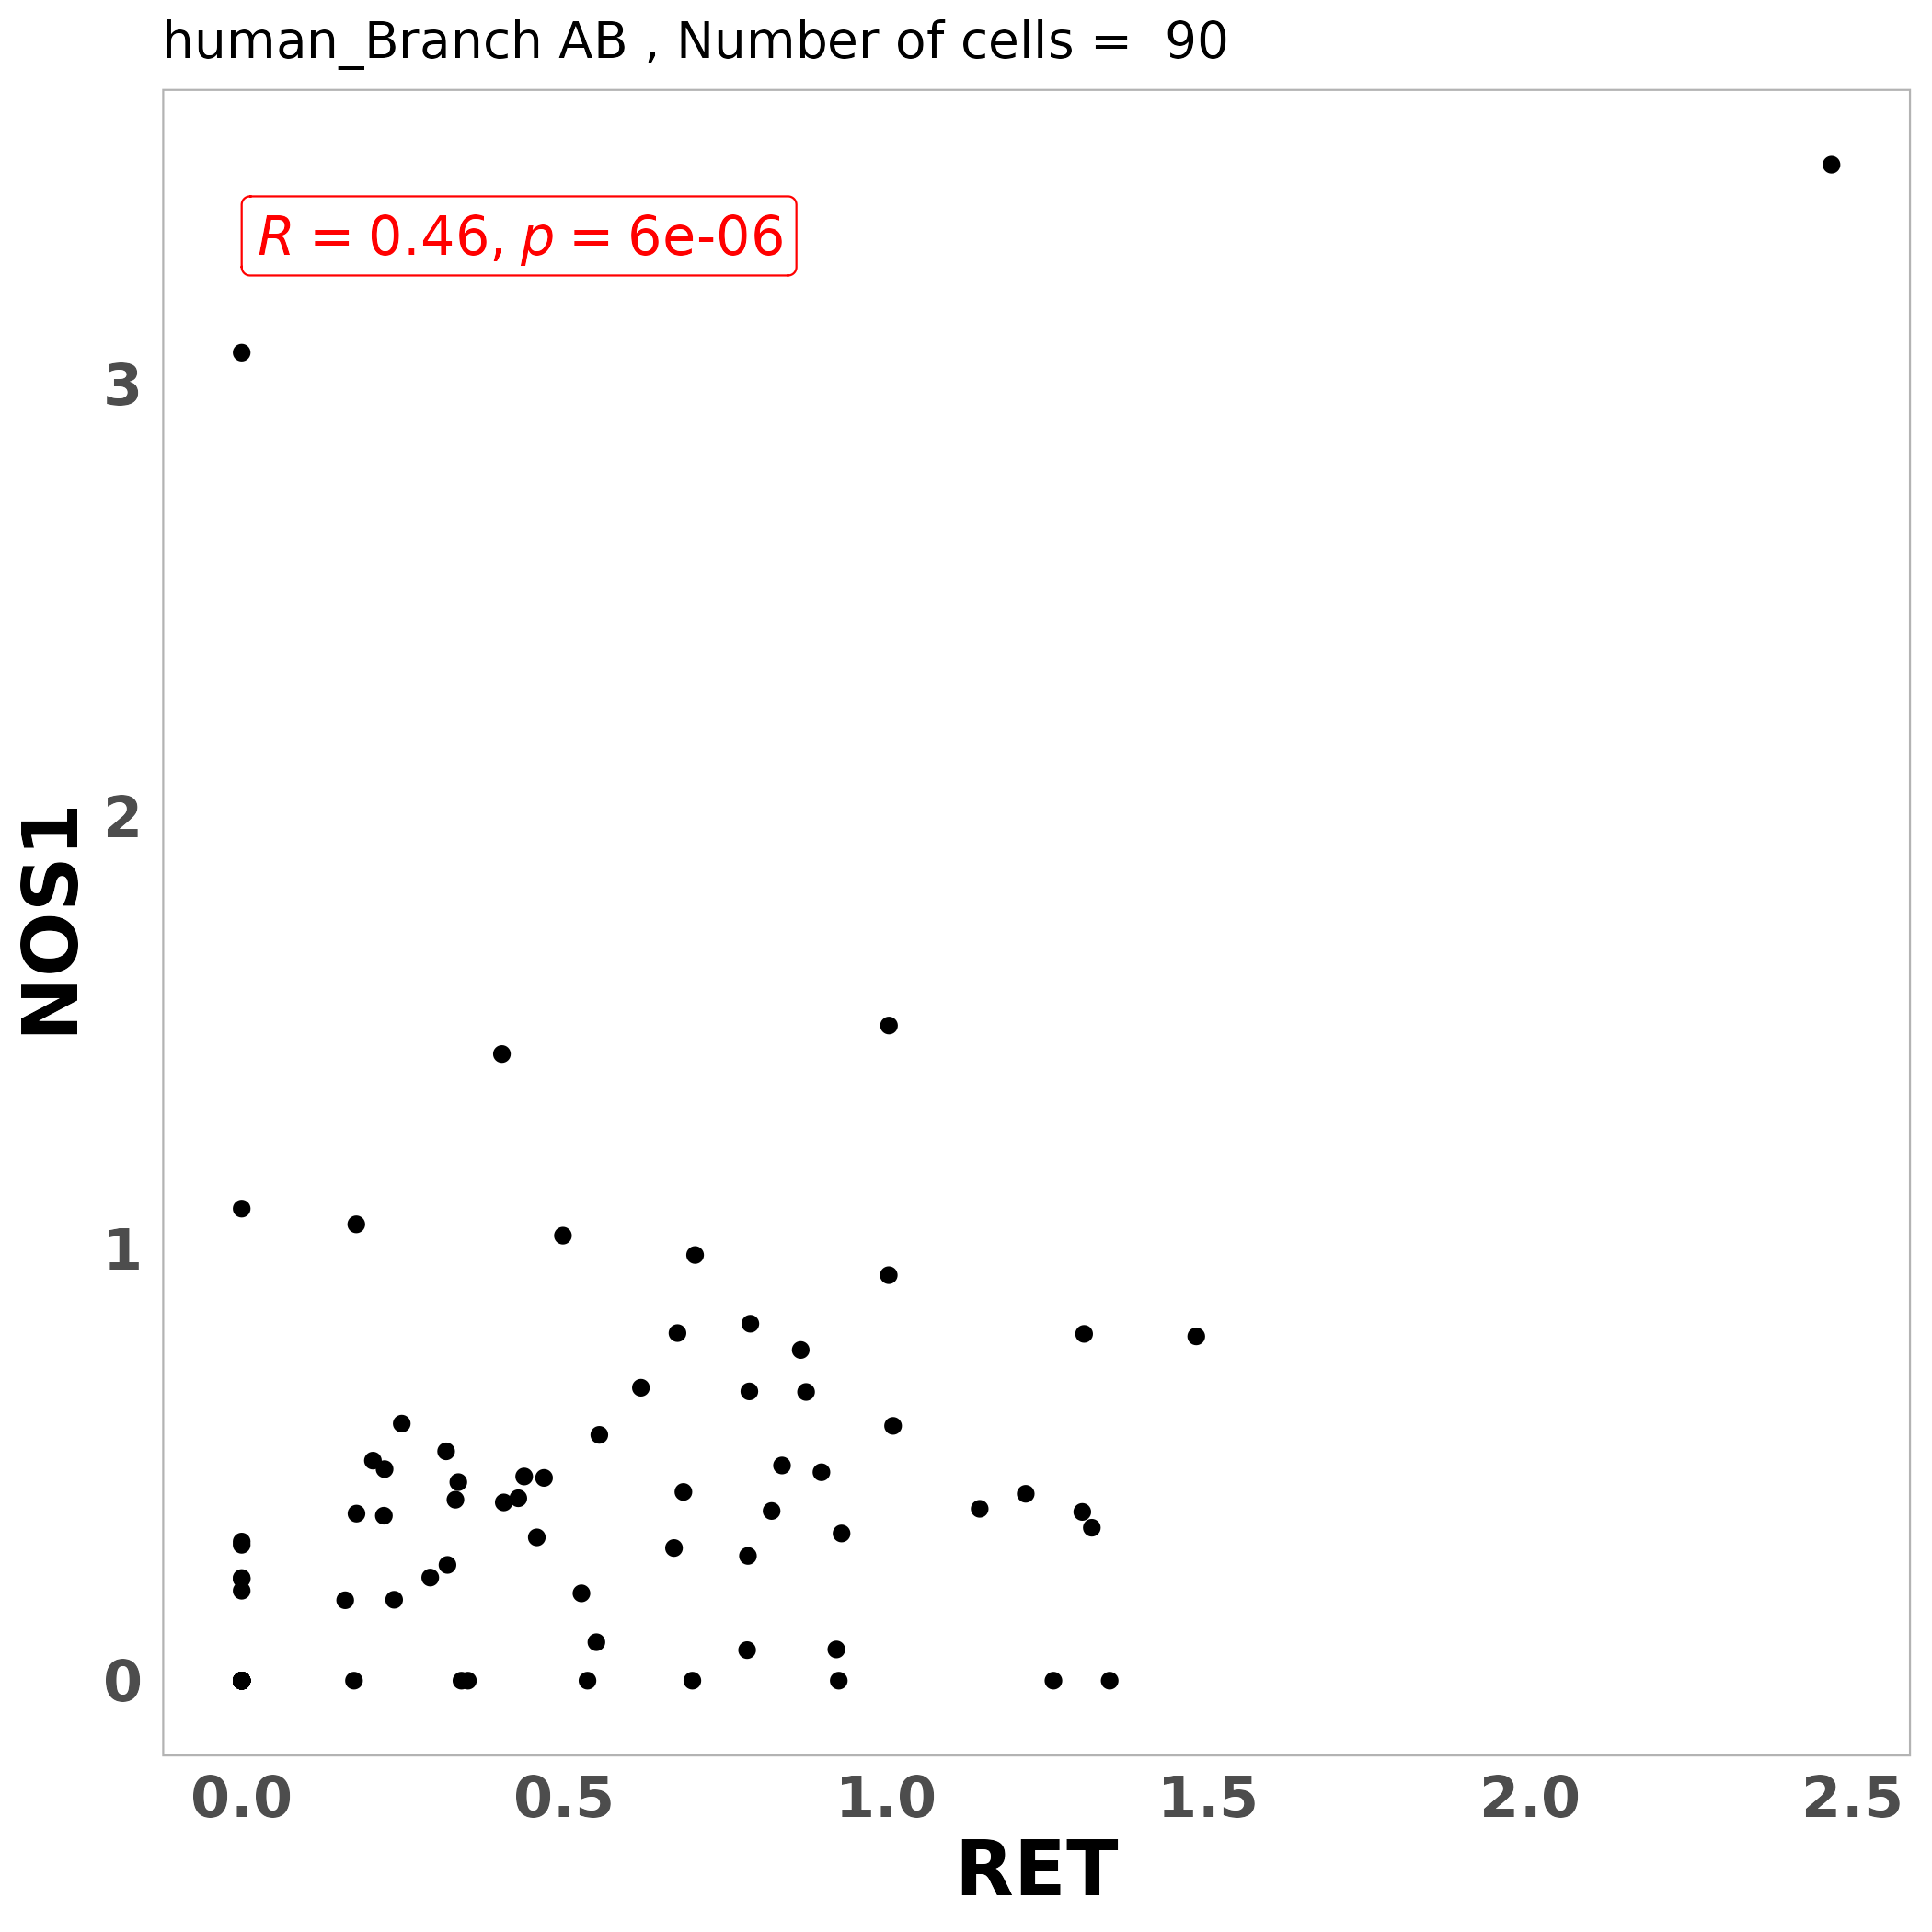 human_Branch AB , Number of cells =  90
R = 0.46, p = 6e-06
NOS1
3
2
1
0
0.0 0.5 1.0 1.5 2.0 2.5
RET